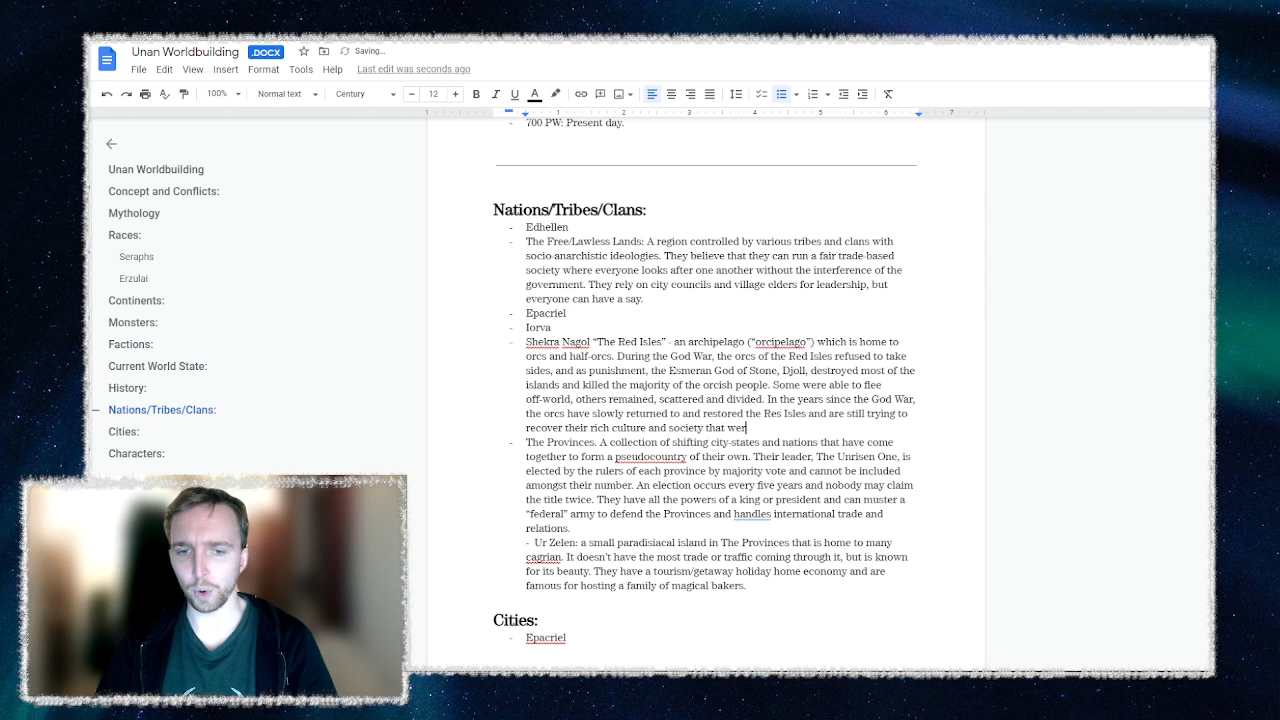 Unan Worldbuilding .DOCX Saving...
File Edit View Insert Format Tools Help Last edit was seconds ago
100% Normal text Century 12 B I U A
1 1 2 3 4 5 6 7
Unan Worldbuilding
Concept and Conflicts:
Mythology
Races:
Seraphs
Erzulai
Continents:
Monsters:
Factions:
Current World State:
History:
Nations/Tribes/Clans:
Cities:
Characters:
- 700 PW: Present day.
Nations/Tribes/Clans:
- Edhellen
- The Free/Lawless Lands: A region controlled by various tribes and clans with
socio-anarchistic ideologies. They believe that they can run a fair trade-based
society where everyone looks after one another without the interference of the
government. They rely on city councils and village elders for leadership, but
everyone can have a say.
- Epacriel
- Iorva
- Shekra Nagol “The Red Isles” - an archipelago (“orcipelago”) which is home to
orcs and half-orcs. During the God War, the orcs of the Red Isles refused to take
sides, and as punishment, the Esmeran God of Stone, Djoll, destroyed most of the
islands and killed the majority of the orcish people. Some were able to flee
off-world, others remained, scattered and divided. In the years since the God War,
the orcs have slowly returned to and restored the Res Isles and are still trying to
recover their rich culture and society that wer
- The Provinces. A collection of shifting city-states and nations that have come
together to form a pseudocountry of their own. Their leader, The Unrisen One, is
elected by the rulers of each province by majority vote and cannot be included
amongst their number. An election occurs every five years and nobody may claim
the title twice. They have all the powers of a king or president and can muster a
“federal” army to defend the Provinces and handles international trade and
relations.
- Ur Zelen: a small paradisiacal island in The Provinces that is home to many
cagrian. It doesn’t have the most trade or traffic coming through it, but is known
for its beauty. They have a tourism/getaway holiday home economy and are
famous for hosting a family of magical bakers.
Cities:
- Epacriel